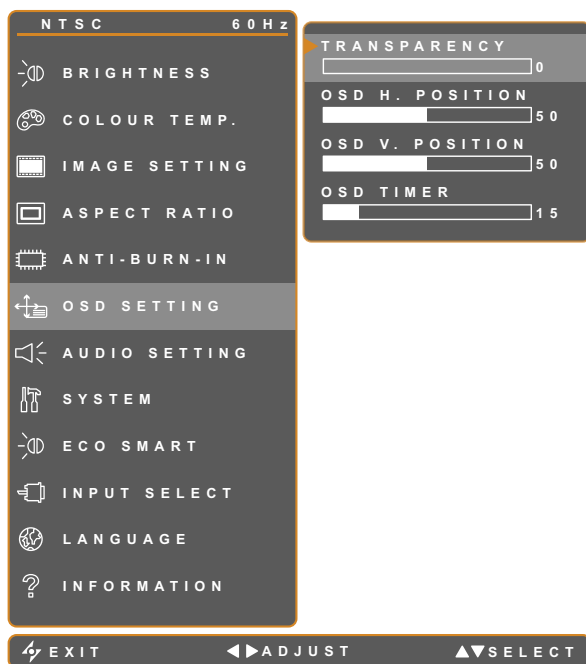 NTSC 60Hz
BRIGHTNESS
COLOUR TEMP.
IMAGE SETTING
ASPECT RATIO
ANTI-BURN-IN
OSD SETTING
AUDIO SETTING
SYSTEM
ECO SMART
INPUT SELECT
LANGUAGE
INFORMATION
TRANSPARENCY
0
OSD H. POSITION
50
OSD V. POSITION
50
OSD TIMER
15
EXIT ADJUST SELECT